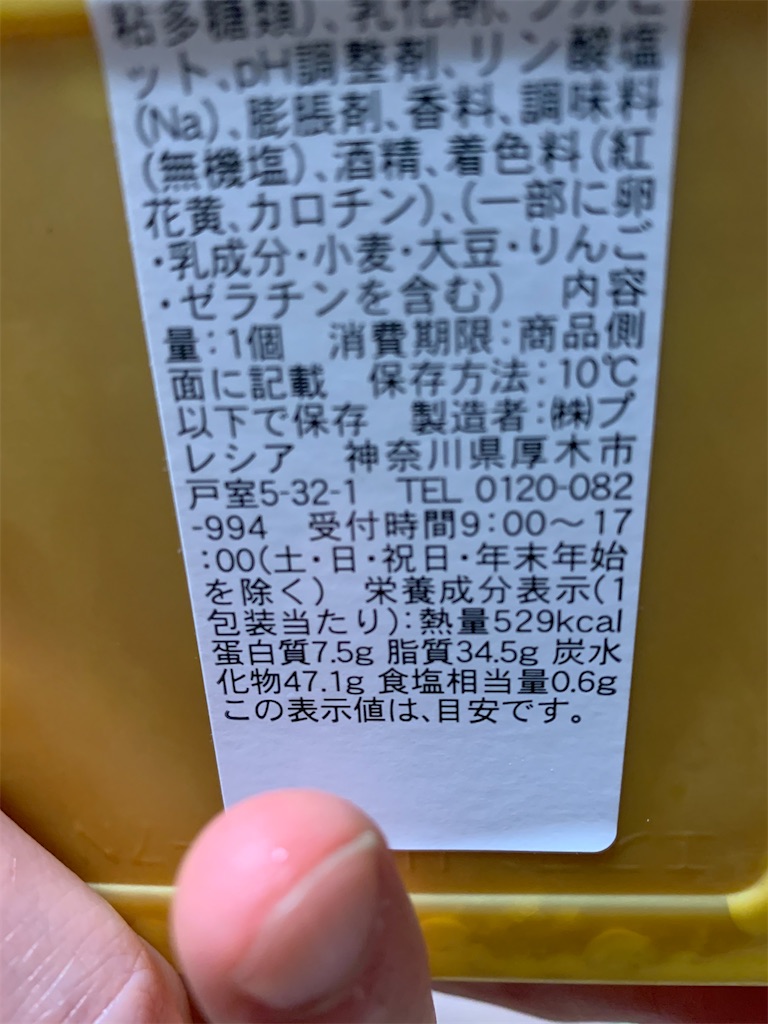 粘多糖類)、乳化剤、ソルビ
ット、pH調整剤、リン酸塩
(Na)、膨脹剤、香料、調味料
(無機塩)、酒精、着色料(紅
花黄、カロチン)、(一部に卵
・乳成分・小麦・大豆・りんご
・ゼラチンを含む) 内容
量:1個 消費期限:商品側
面に記載 保存方法:10℃
以下で保存 製造者:㈱プ
レシア 神奈川県厚木市
戸室5-32-1 TEL 0120-082
-994 受付時間9:00〜17
:00(土・日・祝日・年末年始
を除く) 栄養成分表示(1
包装当たり):熱量529kcal
蛋白質7.5g 脂質34.5g 炭水
化物47.1g 食塩相当量0.6g
この表示値は、目安です。